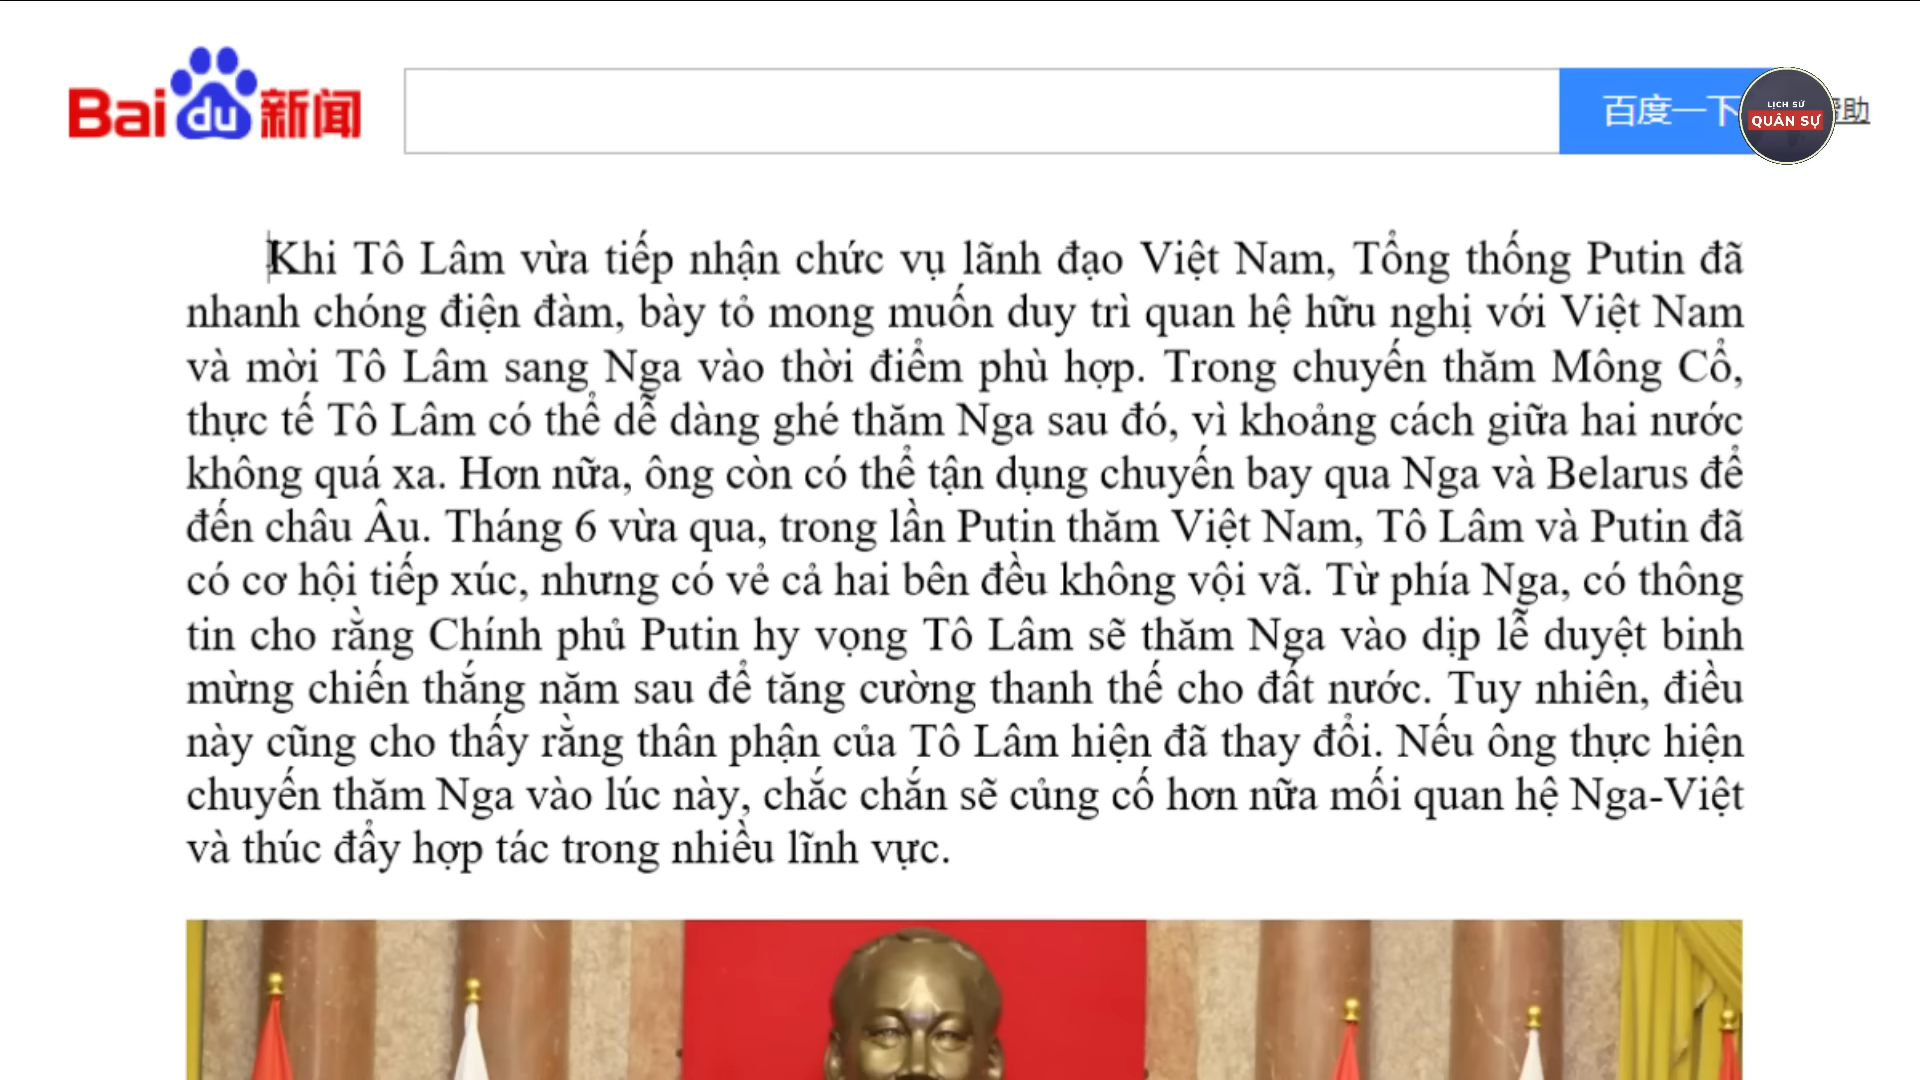 Bai du 新闻
百度一下
LỊCH SỬ
QUÂN SỰ
助
Khi Tô Lâm vừa tiếp nhận chức vụ lãnh đạo Việt Nam, Tổng thống Putin đã
nhanh chóng điện đàm, bày tỏ mong muốn duy trì quan hệ hữu nghị với Việt Nam
và mời Tô Lâm sang Nga vào thời điểm phù hợp. Trong chuyến thăm Mông Cổ,
thực tế Tô Lâm có thể dễ dàng ghé thăm Nga sau đó, vì khoảng cách giữa hai nước
không quá xa. Hơn nữa, ông còn có thể tận dụng chuyến bay qua Nga và Belarus để
đến châu Âu. Tháng 6 vừa qua, trong lần Putin thăm Việt Nam, Tô Lâm và Putin đã
có cơ hội tiếp xúc, nhưng có vẻ cả hai bên đều không vội vã. Từ phía Nga, có thông
tin cho rằng Chính phủ Putin hy vọng Tô Lâm sẽ thăm Nga vào dịp lễ duyệt binh
mừng chiến thắng năm sau để tăng cường thanh thế cho đất nước. Tuy nhiên, điều
này cũng cho thấy rằng thân phận của Tô Lâm hiện đã thay đổi. Nếu ông thực hiện
chuyến thăm Nga vào lúc này, chắc chắn sẽ củng cố hơn nữa mối quan hệ Nga-Việt
và thúc đẩy hợp tác trong nhiều lĩnh vực.